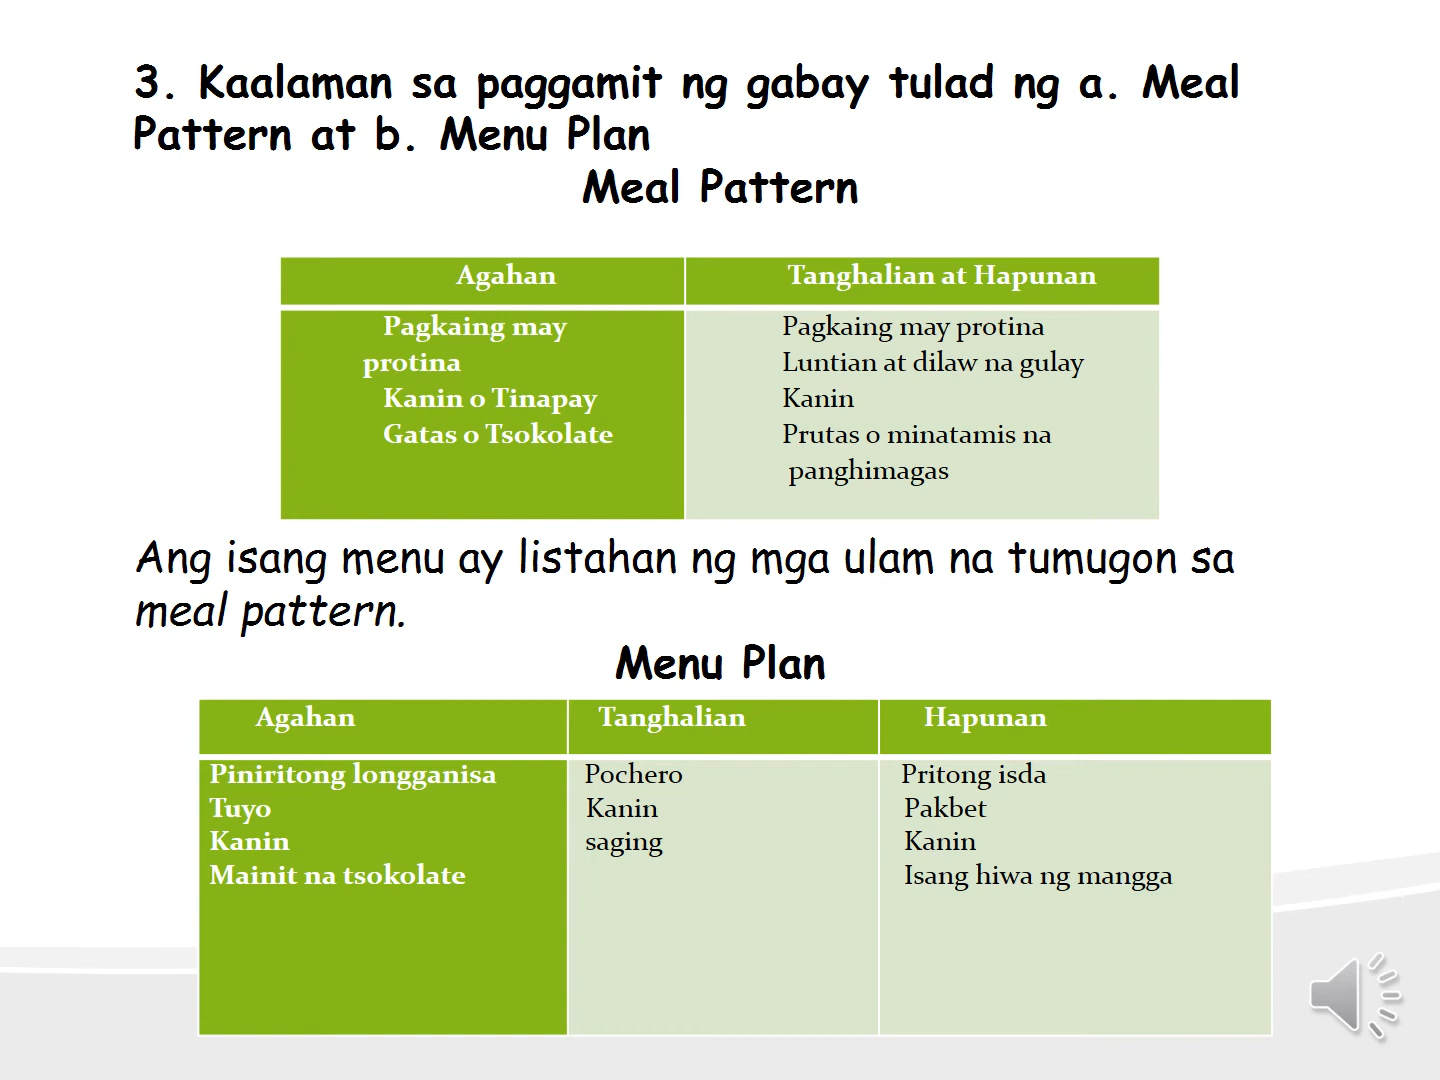 3. Kaalaman sa paggamit ng gabay tulad ng a. Meal
Pattern at b. Menu Plan
Meal Pattern
Agahan
Tanghalian at Hapunan
Pagkaing may
protina
Kanin o Tinapay
Gatas o Tsokolate
Pagkaing may protina
Luntian at dilaw na gulay
Kanin
Prutas o minatamis na
panghimagas
Ang isang menu ay listahan ng mga ulam na tumugon sa
meal pattern.
Menu Plan
Agahan
Tanghalian
Hapunan
Piniritong longganisa
Tuyo
Kanin
Mainit na tsokolate
Pochero
Kanin
saging
Pritong isda
Pakbet
Kanin
Isang hiwa ng mangga